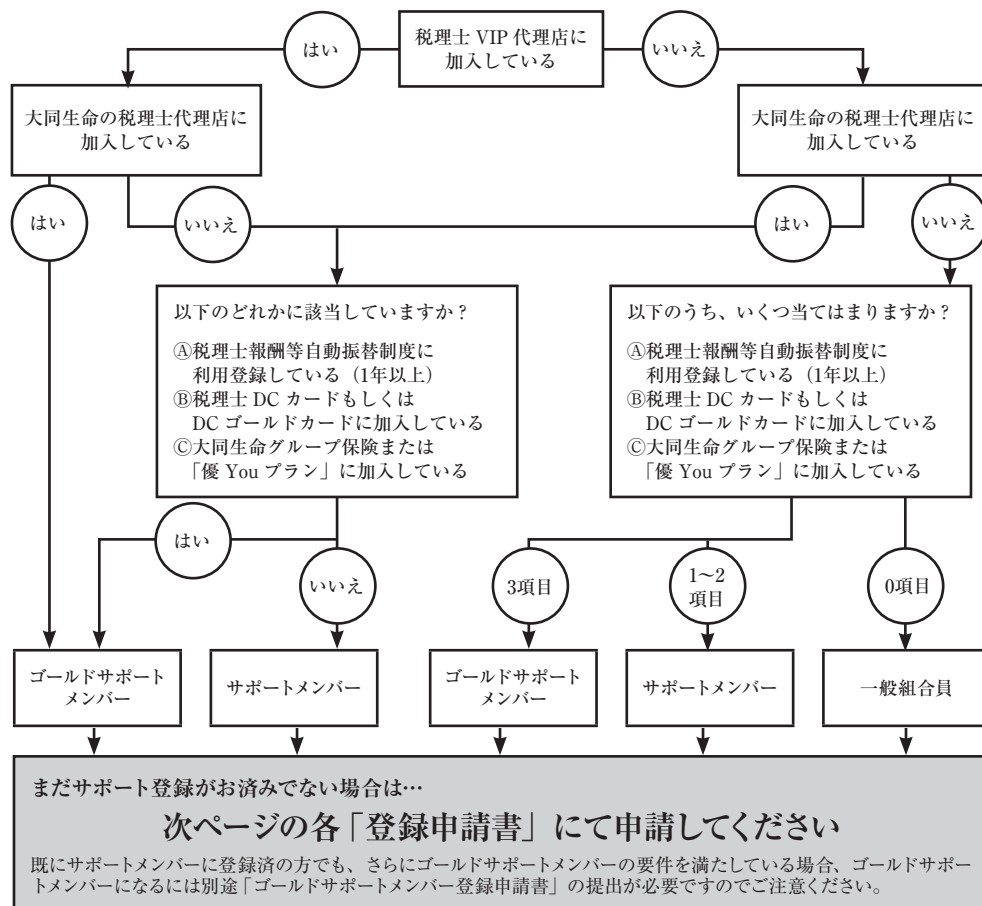 税理士 VIP 代理店に
加入している
はい
いいえ
大同生命の税理士代理店に
加入している
大同生命の税理士代理店に
加入している
はい
いいえ
はい
いいえ
以下のどれかに該当していますか？
Ⓐ税理士報酬等自動振替制度に
利用登録している（1年以上）
Ⓑ税理士 DC カードもしくは
DC ゴールドカードに加入している
Ⓒ大同生命グループ保険または
「優 You プラン」に加入している
以下のうち、いくつ当てはまりますか？
Ⓐ税理士報酬等自動振替制度に
利用登録している（1年以上）
Ⓑ税理士 DC カードもしくは
DC ゴールドカードに加入している
Ⓒ大同生命グループ保険または
「優 You プラン」に加入している
はい
いいえ
3項目
1〜2
項目
0項目
ゴールドサポート
メンバー
サポートメンバー
ゴールドサポート
メンバー
サポートメンバー
一般組合員
まだサポート登録がお済みでない場合は…
次ページの各「登録申請書」にて申請してください
既にサポートメンバーに登録済の方でも、さらにゴールドサポートメンバーの要件を満たしている場合、ゴールドサポー
トメンバーになるには別途「ゴールドサポートメンバー登録申請書」の提出が必要ですのでご注意ください。